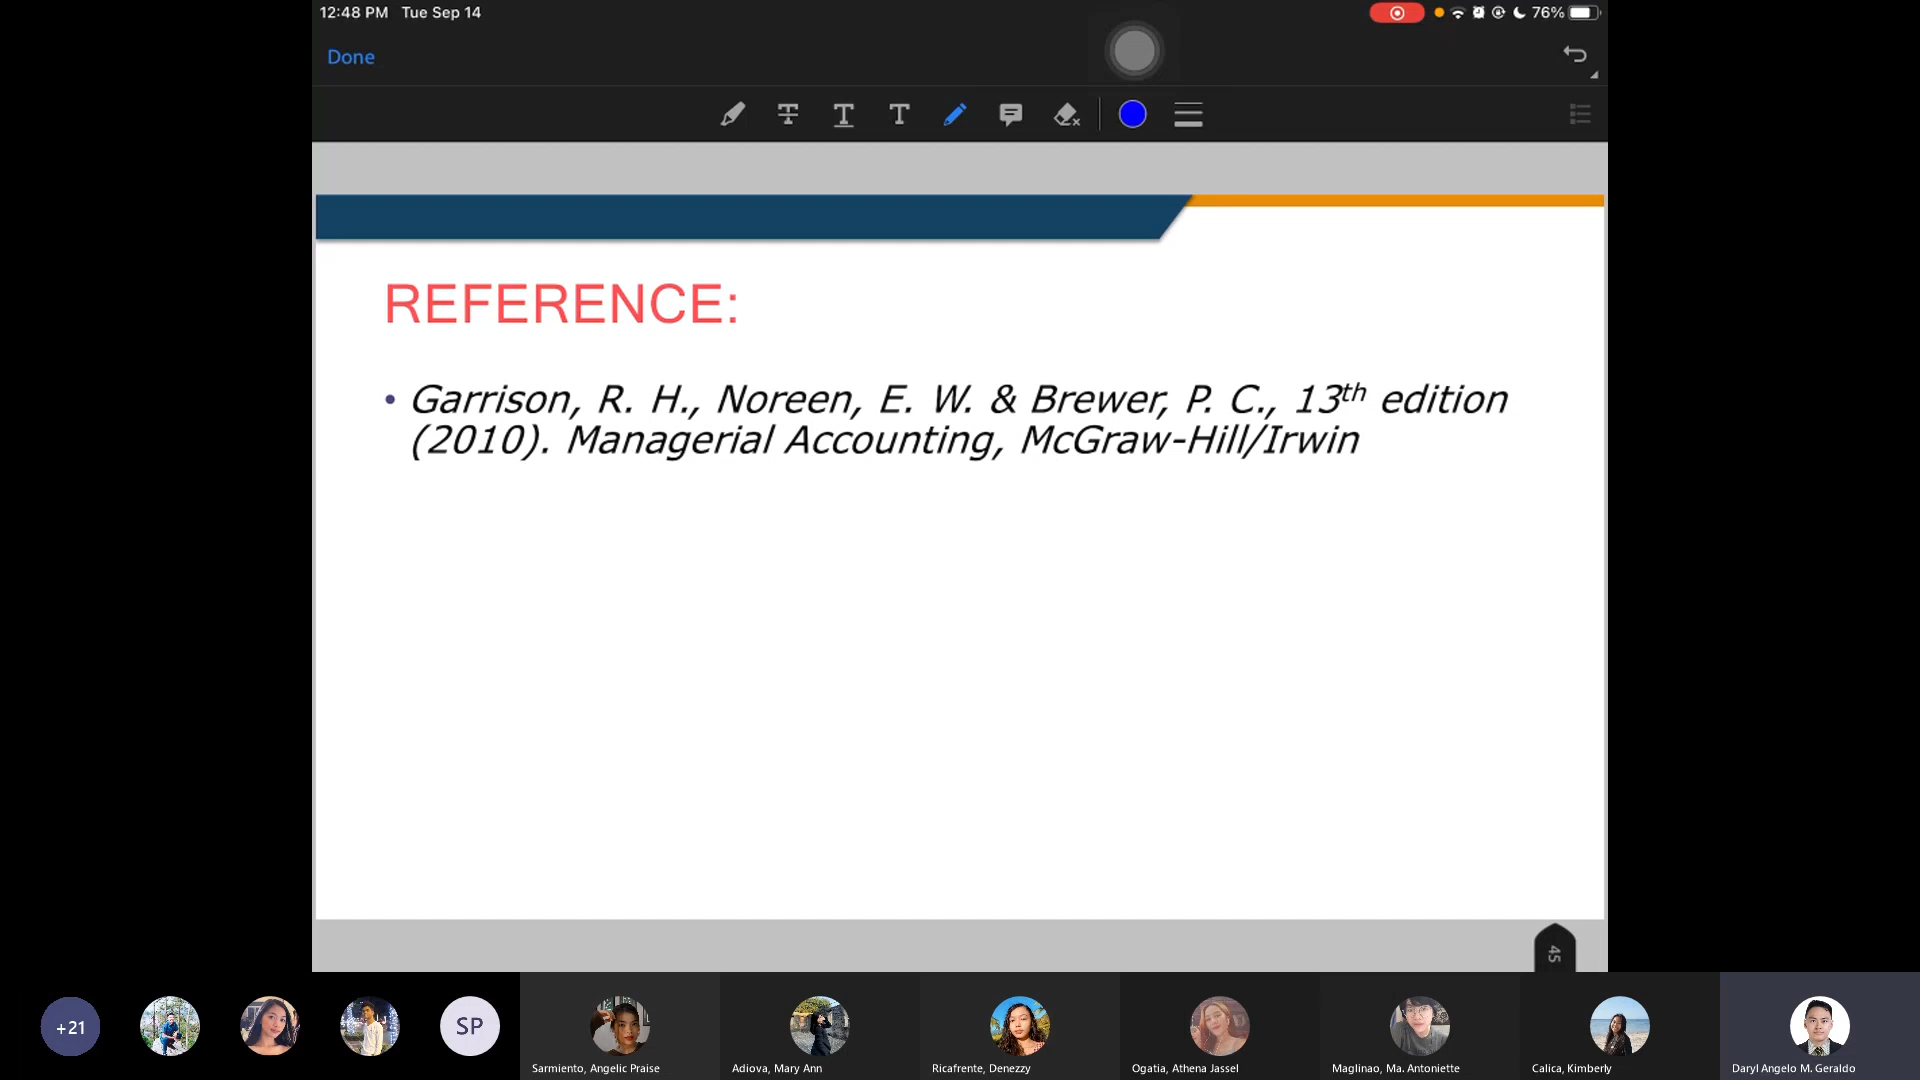 12:48 PM Tue Sep 14
76%
Done
REFERENCE:
• Garrison, R. H., Noreen, E. W. & Brewer, P. C., 13th edition
(2010). Managerial Accounting, McGraw-Hill/Irwin
45
+21
SP
Sarmiento, Angelic Praise
Adiova, Mary Ann
Ricafrente, Denezzy
Ogatia, Athena Jassel
Maglinao, Ma. Antoniette
Calica, Kimberly
Daryl Angelo M. Geraldo